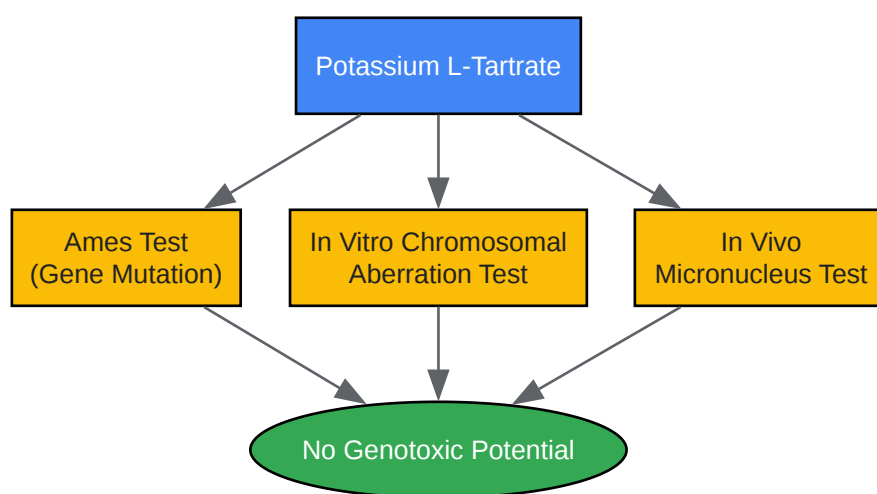 Potassium L-Tartrate
Ames Test
(Gene Mutation)
In Vitro Chromosomal
Aberration Test
In Vivo
Micronucleus Test
No Genotoxic Potential